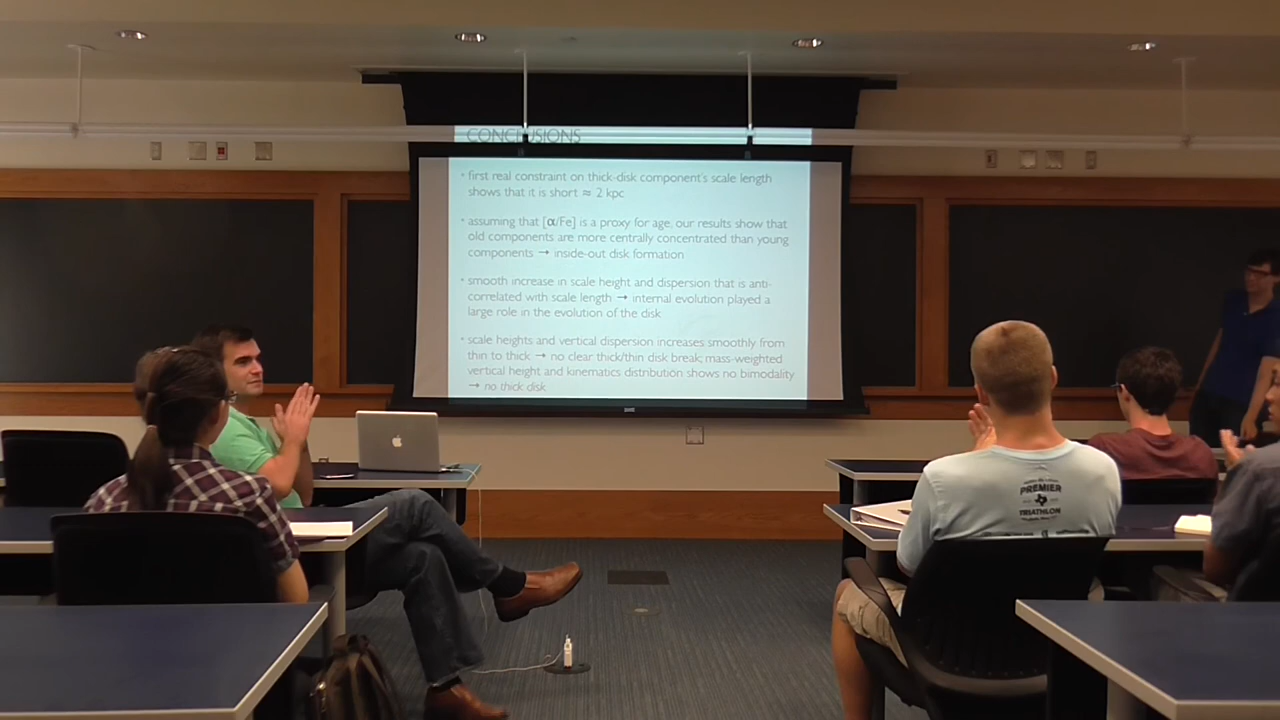 CONCLUSIONS
• first real constraint on thick-disk component's scale length
shows that it is short ≈ 2 kpc
• assuming that [α/Fe] is a proxy for age, our results show that
old components are more centrally concentrated than young
components → inside-out disk formation
• smooth increase in scale height and dispersion that is anti-
correlated with scale length → internal evolution played a
large role in the evolution of the disk
• scale heights and vertical dispersion increases smoothly from
thin to thick → no clear thick/thin disk break; mass-weighted
vertical height and kinematics distribution shows no bimodality
→ no thick disk
PREMIER
TRIATHLON